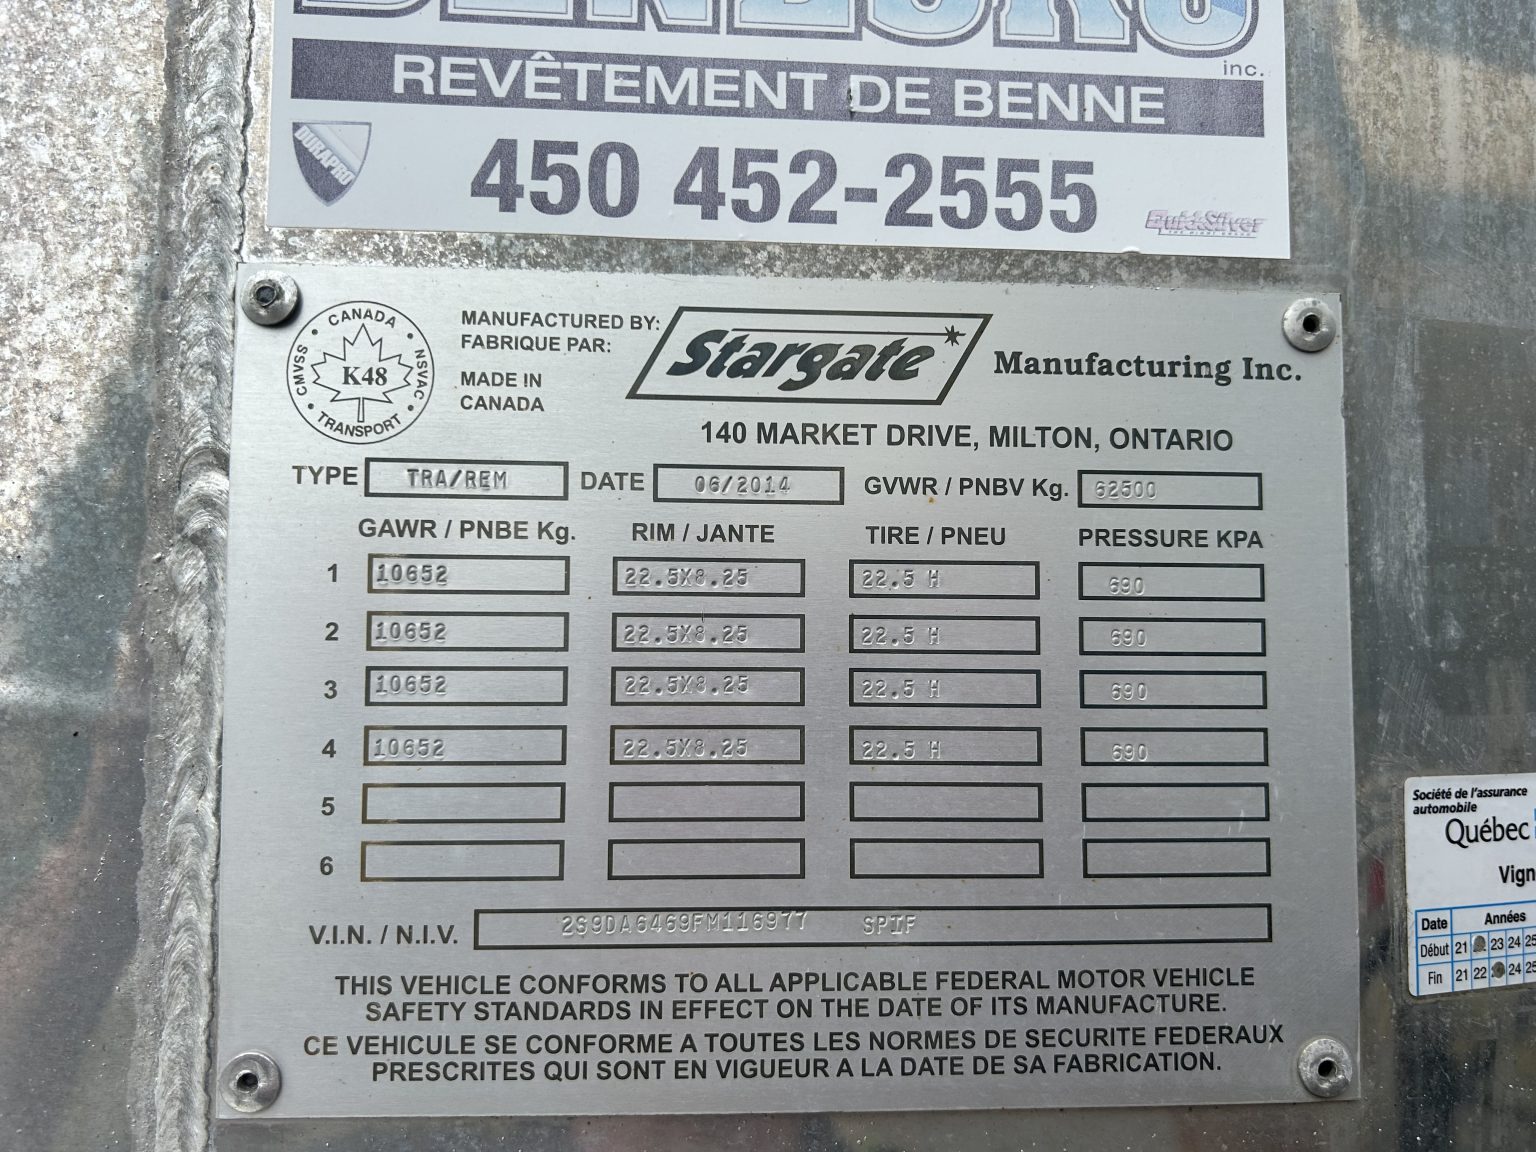 inc.
REVÊTEMENT DE BENNE
DURAPRO
450 452-2555
QuickSilver
CANADA
CMVSS
NSVAC
K48
TRANSPORT
MANUFACTURED BY:
FABRIQUE PAR:
MADE IN
CANADA
Stargate Manufacturing Inc.
140 MARKET DRIVE, MILTON, ONTARIO
TYPE TRA/REM DATE 06/2014 GVWR / PNBV Kg. 62500
GAWR / PNBE Kg. RIM / JANTE TIRE / PNEU PRESSURE KPA
1 10652 22.5X8.25 22.5 H 690
2 10652 22.5X8.25 22.5 H 690
3 10652 22.5X8.25 22.5 H 690
4 10652 22.5X8.25 22.5 H 690
5
6
V.I.N. / N.I.V. 2S9DA6469FM116977 SPIF
THIS VEHICLE CONFORMS TO ALL APPLICABLE FEDERAL MOTOR VEHICLE
SAFETY STANDARDS IN EFFECT ON THE DATE OF ITS MANUFACTURE.
CE VEHICULE SE CONFORME A TOUTES LES NORMES DE SECURITE FEDERAUX
PRESCRITES QUI SONT EN VIGUEUR A LA DATE DE SA FABRICATION.
Société de l'assurance
automobile
Québec
Vign
Date Années
Début 21 23 24 25
Fin 21 22 24 25